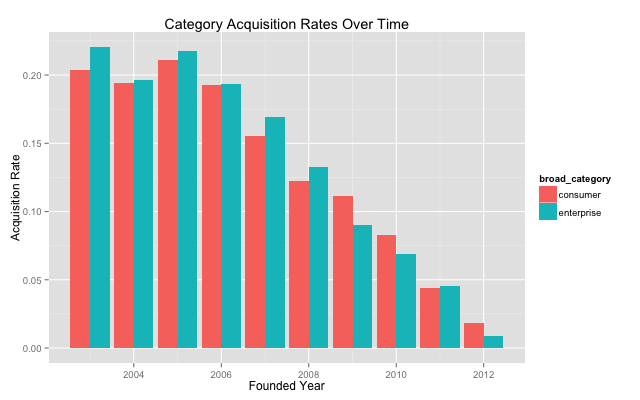 Category Acquisition Rates Over Time
Acquisition Rate
0.20
0.15
0.10
0.05
0.00
2004 2006 2008 2010 2012
Founded Year
broad_category
consumer
enterprise